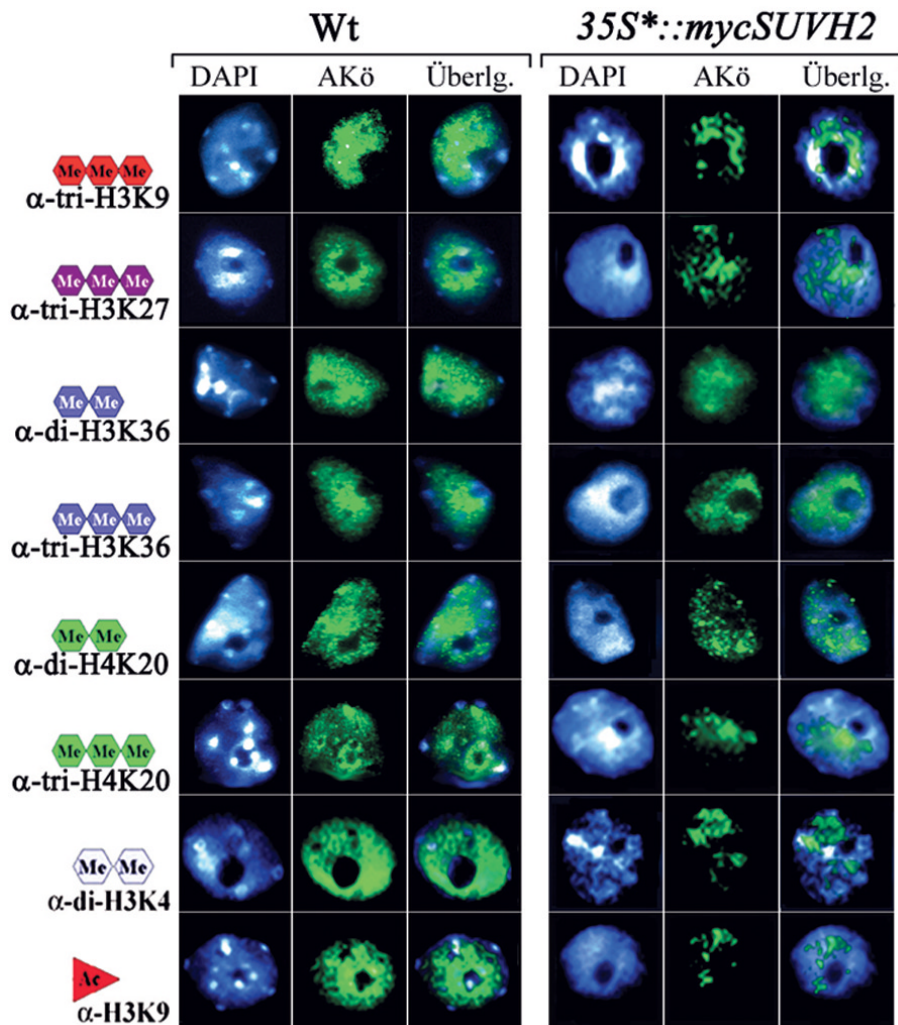 Wt 35S*::mycSUVH2
DAPI AKö Überlg. DAPI AKö Überlg.
Me Me Me
α-tri-H3K9
Me Me Me
α-tri-H3K27
Me Me
α-di-H3K36
Me Me Me
α-tri-H3K36
Me Me
α-di-H4K20
Me Me Me
α-tri-H4K20
Me Me
α-di-H3K4
Ac
α-H3K9